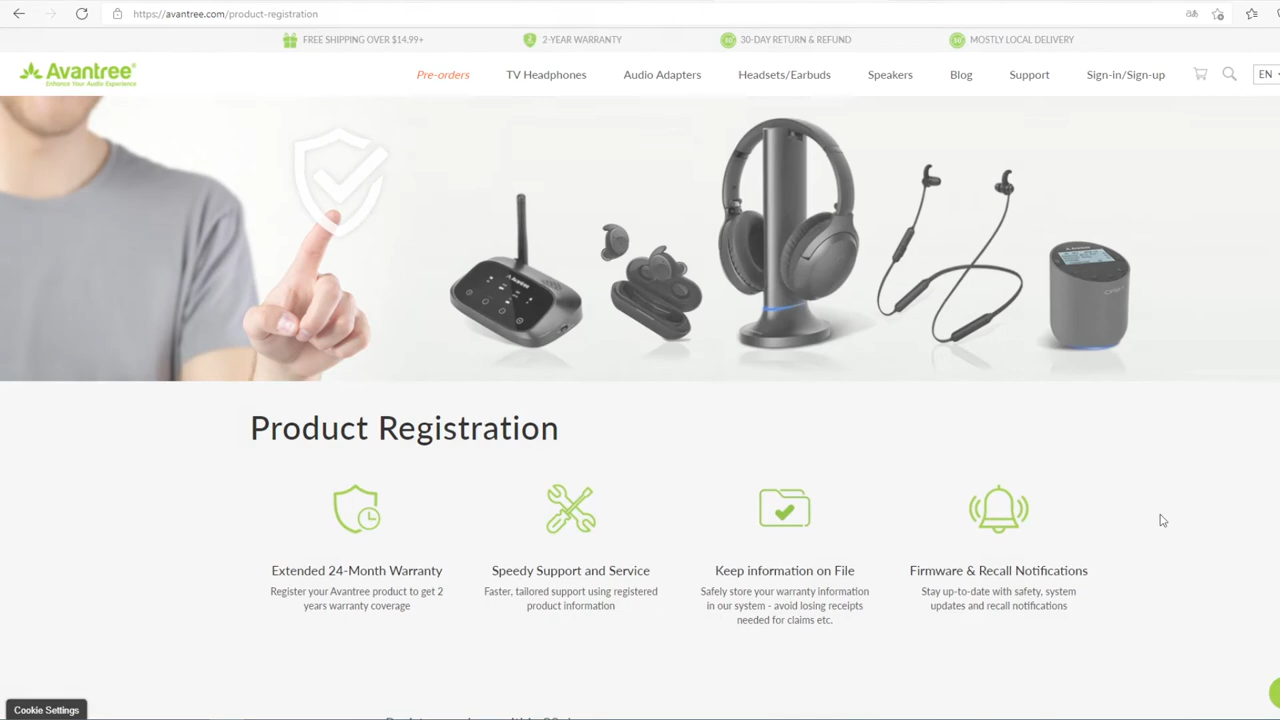 https://avantree.com/product-registration
FREE SHIPPING OVER $14.99+
2-YEAR WARRANTY
30-DAY RETURN & REFUND
MOSTLY LOCAL DELIVERY
Avantree
Enhance Your Audio Experience
Pre-orders
TV Headphones
Audio Adapters
Headsets/Earbuds
Speakers
Blog
Support
Sign-in/Sign-up
EN
Product Registration
Extended 24-Month Warranty
Register your Avantree product to get 2
years warranty coverage
Speedy Support and Service
Faster, tailored support using registered
product information
Keep information on File
Safely store your warranty information
in our system - avoid losing receipts
needed for claims etc.
Firmware & Recall Notifications
Stay up-to-date with safety, system
updates and recall notifications
Cookie Settings